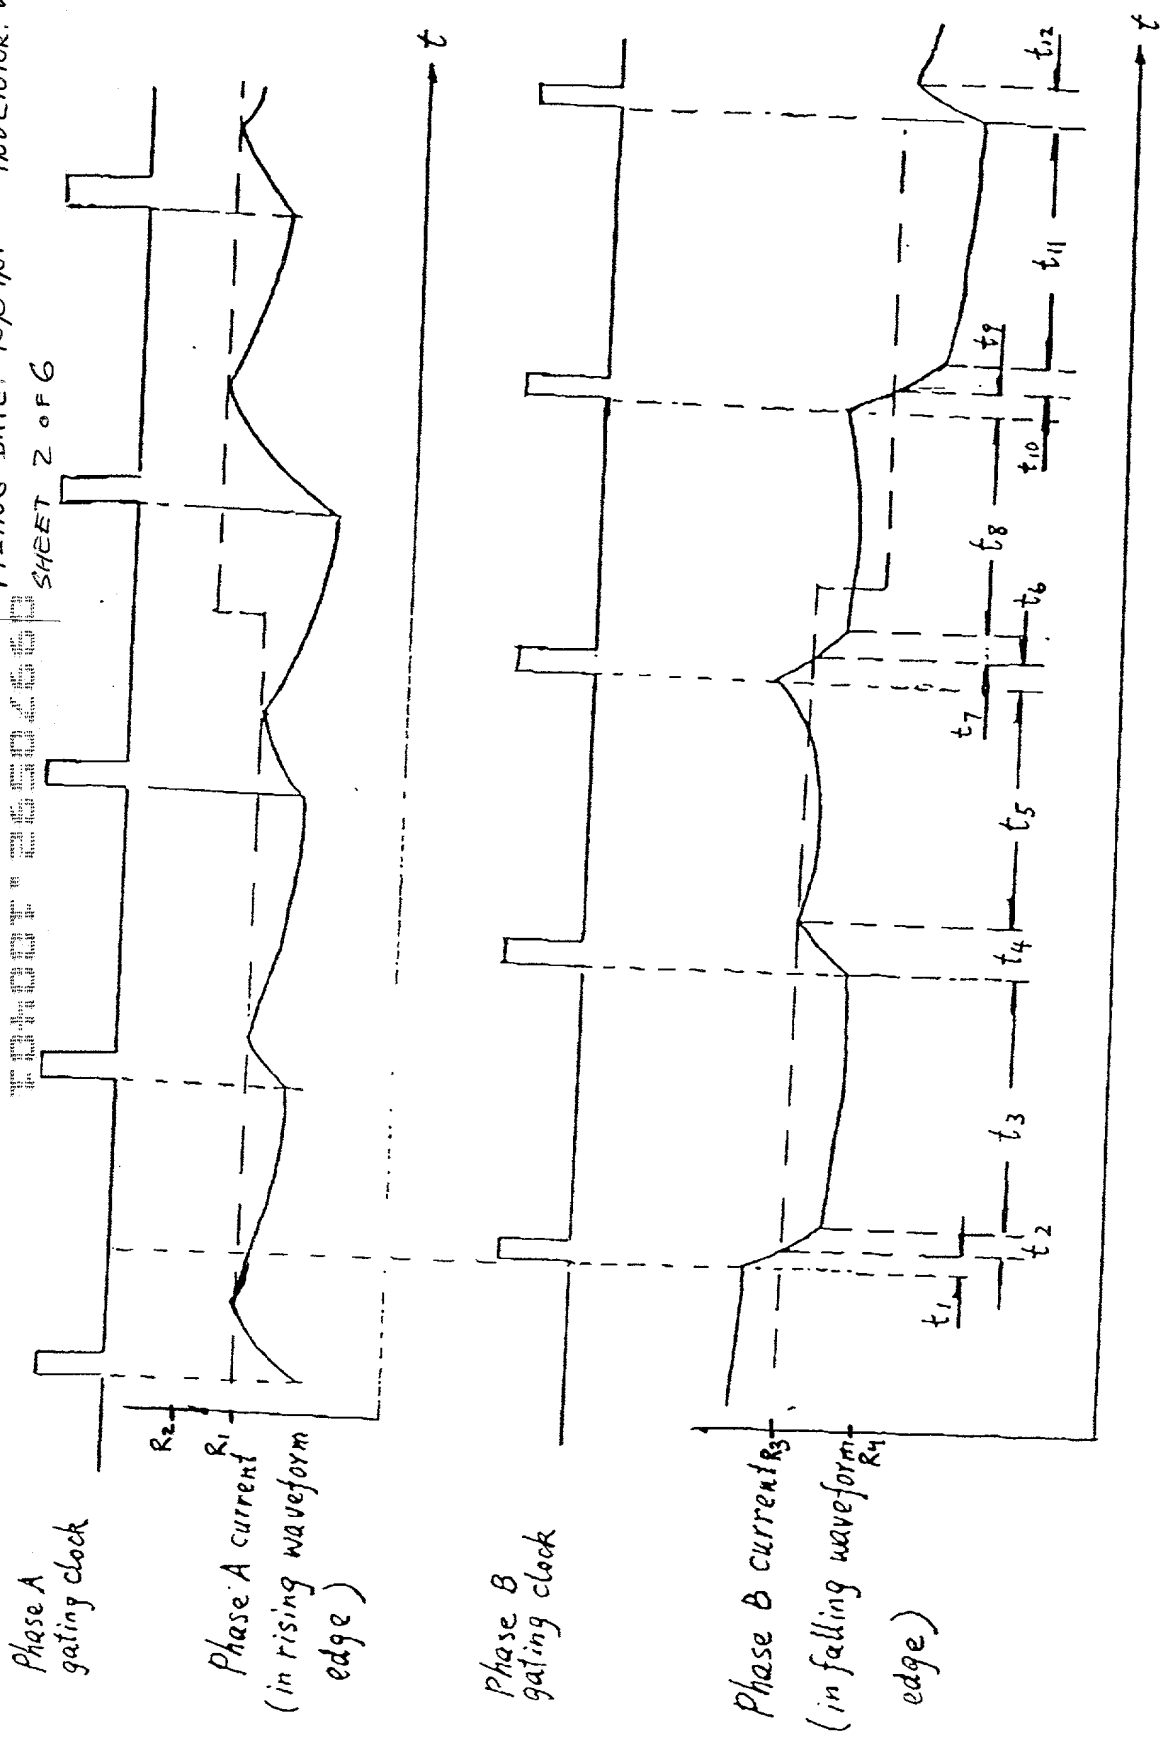 SHEET 2 OF 6
Phase A
gating clock
R2
R1
Phase A current
(in rising waveform
edge)
t
Phase B
gating clock
Phase B current
R3
R4
(in falling waveform
edge)
t1
t2
t3
t4
t5
t6
t7
t8
t9
t10
t11
t12
t